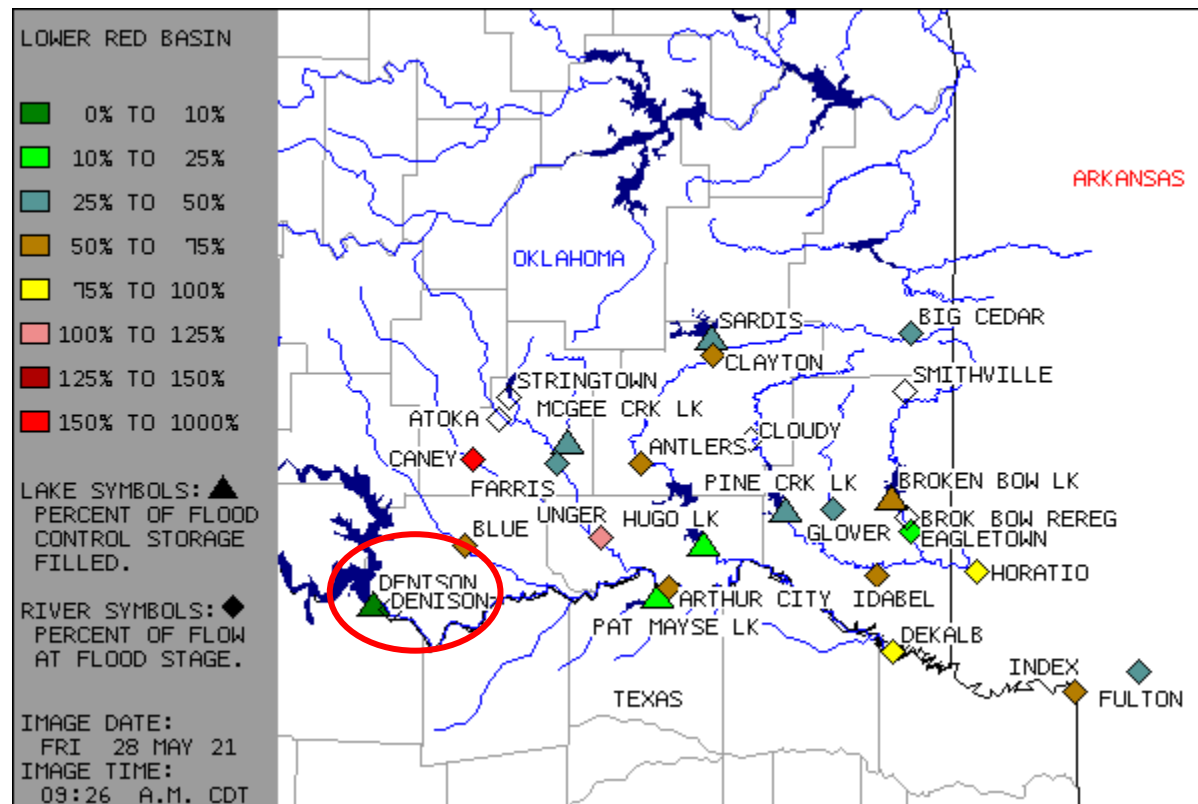 LOWER RED BASIN
0% TO 10%
10% TO 25%
25% TO 50%
50% TO 75%
75% TO 100%
100% TO 125%
125% TO 150%
150% TO 1000%
LAKE SYMBOLS:
PERCENT OF FLOOD
CONTROL STORAGE
FILLED.
RIVER SYMBOLS:
PERCENT OF FLOW
AT FLOOD STAGE.
IMAGE DATE:
FRI 28 MAY 21
IMAGE TIME:
09:26 A.M. CDT
ARKANSAS
OKLAHOMA
SARDIS
BIG CEDAR
CLAYTON
STRINGTOWN
SMITHVILLE
MCGEE CRK LK
ATOKA
CLOUDY
ANTLERS
CANEY
PINE CRK LK
BROKEN BOW LK
FARRIS
UNGER
HUGO LK
BROK BOW REREG
BLUE
GLOVER
EAGLETOWN
HORATIO
DENISON
DENISON
ARTHUR CITY
IDABEL
PAT MAYSE LK
DEKALB
INDEX
TEXAS
FULTON